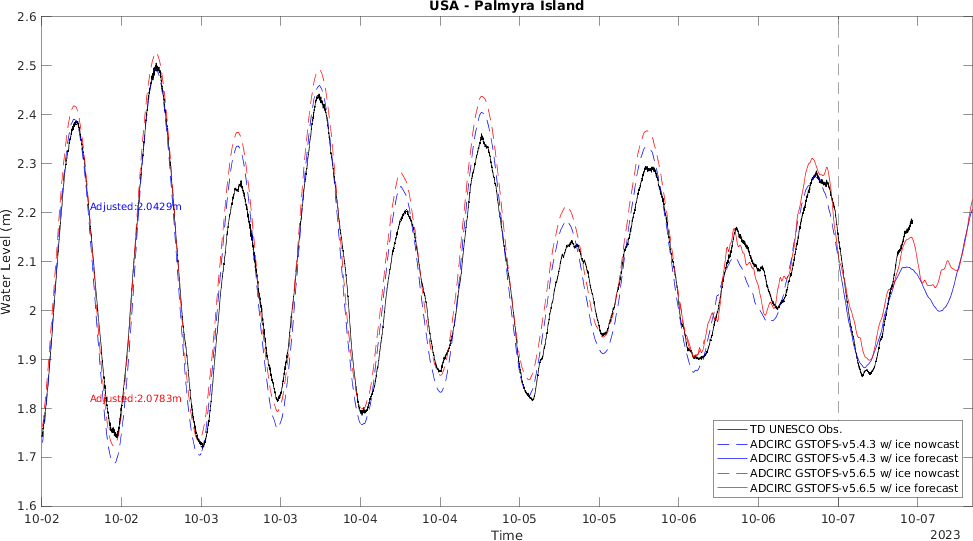 USA - Palmyra Island
2.6
2.5
2.4
2.3
2.2
2.1
2
1.9
1.8
1.7
1.6
Water Level (m)
Adjusted:2.0429m
Adjusted:2.0783m
TD UNESCO Obs.
ADCIRC GSTOFS-v5.4.3 w/ ice nowcast
ADCIRC GSTOFS-v5.4.3 w/ ice forecast
ADCIRC GSTOFS-v5.6.5 w/ ice nowcast
ADCIRC GSTOFS-v5.6.5 w/ ice forecast
10-02 10-02 10-03 10-03 10-04 10-04 10-05 10-05 10-06 10-06 10-07 10-07
Time
2023